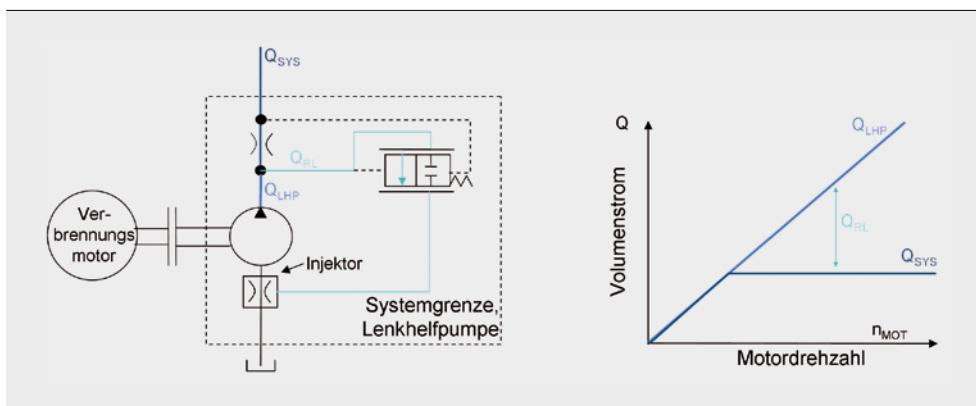 Q_SYS
Q_RL
Q_LHP
Ver-
brennungs
motor
Injektor
Systemgrenze,
Lenkhelfpumpe
Q
Volumenstrom
Q_LHP
Q_RL
Q_SYS
n_MOT
Motordrehzahl